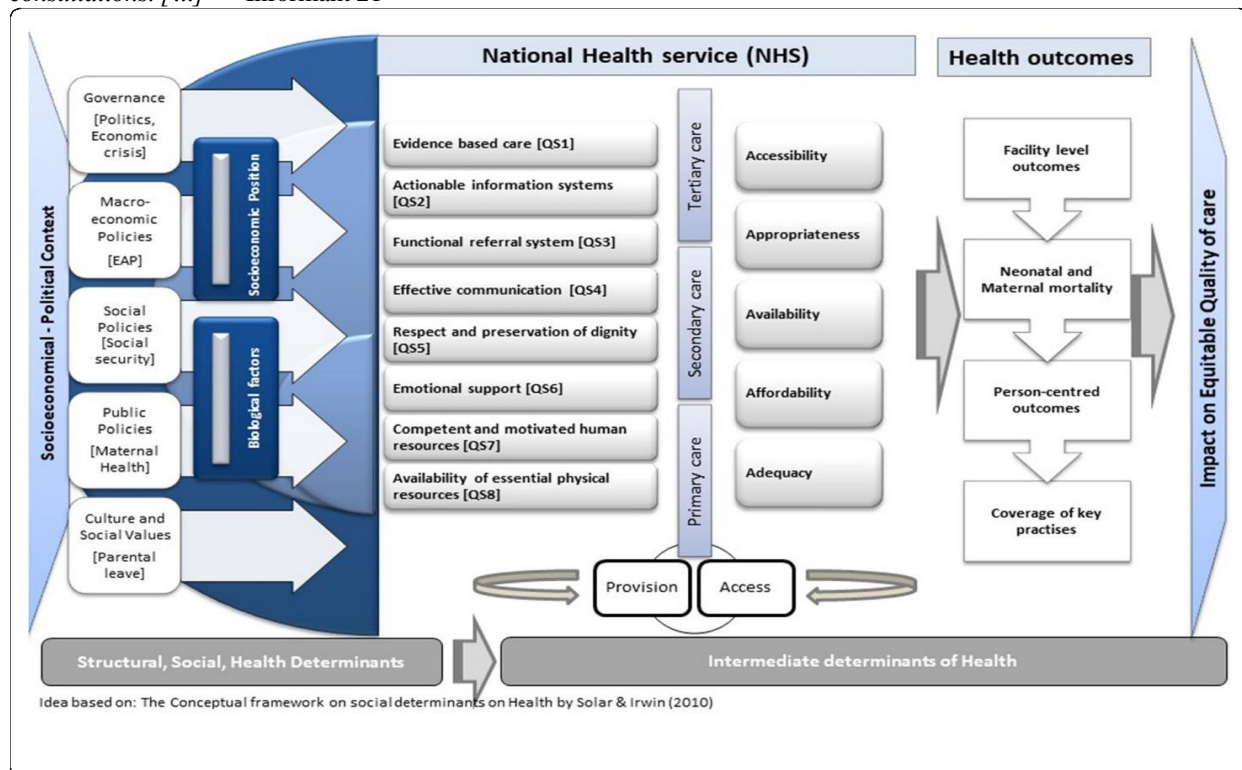 National Health service (NHS)
Health outcomes
Socioeconomical - Political Context
Governance
[Politics,
Economic
crisis]
Macro-
economic
Policies
[EAP]
Social
Policies
[Social
security]
Public
Policies
[Maternal
Health]
Culture and
Social Values
[Parental
leave]
Socioeconomic Position
Biological factors
Evidence based care [QS1]
Actionable information systems
[QS2]
Functional referral system [QS3]
Effective communication [QS4]
Respect and preservation of dignity
[QS5]
Emotional support [QS6]
Competent and motivated human
resources [QS7]
Availability of essential physical
resources [QS8]
Tertiary care
Secondary care
Primary care
Accessibility
Appropriateness
Availability
Affordability
Adequacy
Provision
Access
Facility level
outcomes
Neonatal and
Maternal mortality
Person-centred
outcomes
Coverage of key
practises
Impact on Equitable Quality of care
Structural, Social, Health Determinants
Intermediate determinants of Health
Idea based on: The Conceptual framework on social determinants on Health by Solar & Irwin (2010)